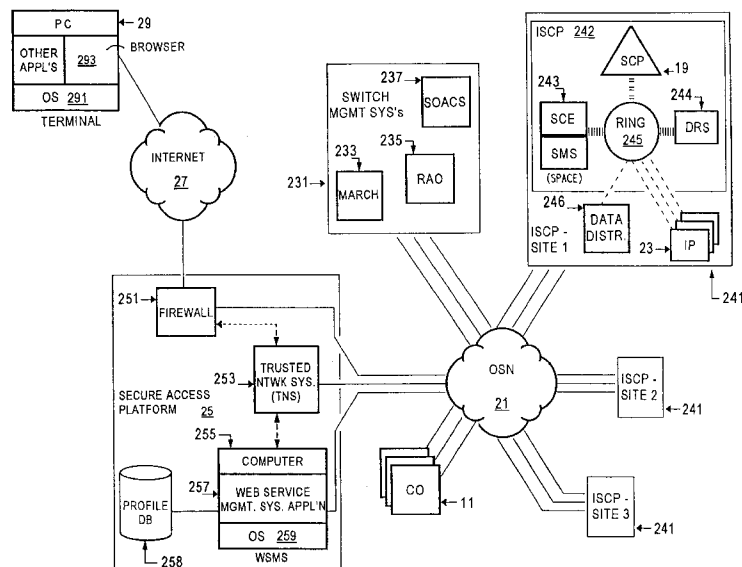 PC
29
BROWSER
OTHER
APPL'S
293
OS 291
TERMINAL
INTERNET
27
237
SOACS
SWITCH
MGMT SYS's
235
RAO
233
MARCH
231
ISCP 242
SCP
19
243
SCE
SMS
(SPACE)
RING
245
244
DRS
246
DATA
DISTR.
ISCP -
SITE 1
23
IP
241
251
FIREWALL
253
TRUSTED
NTWK SYS.
(TNS)
SECURE ACCESS
PLATFORM 25
255
COMPUTER
257
WEB SERVICE
MGMT. SYS. APPL'N
OS 259
WSMS
PROFILE
DB
258
OSN
21
CO
11
ISCP -
SITE 2
241
ISCP -
SITE 3
241